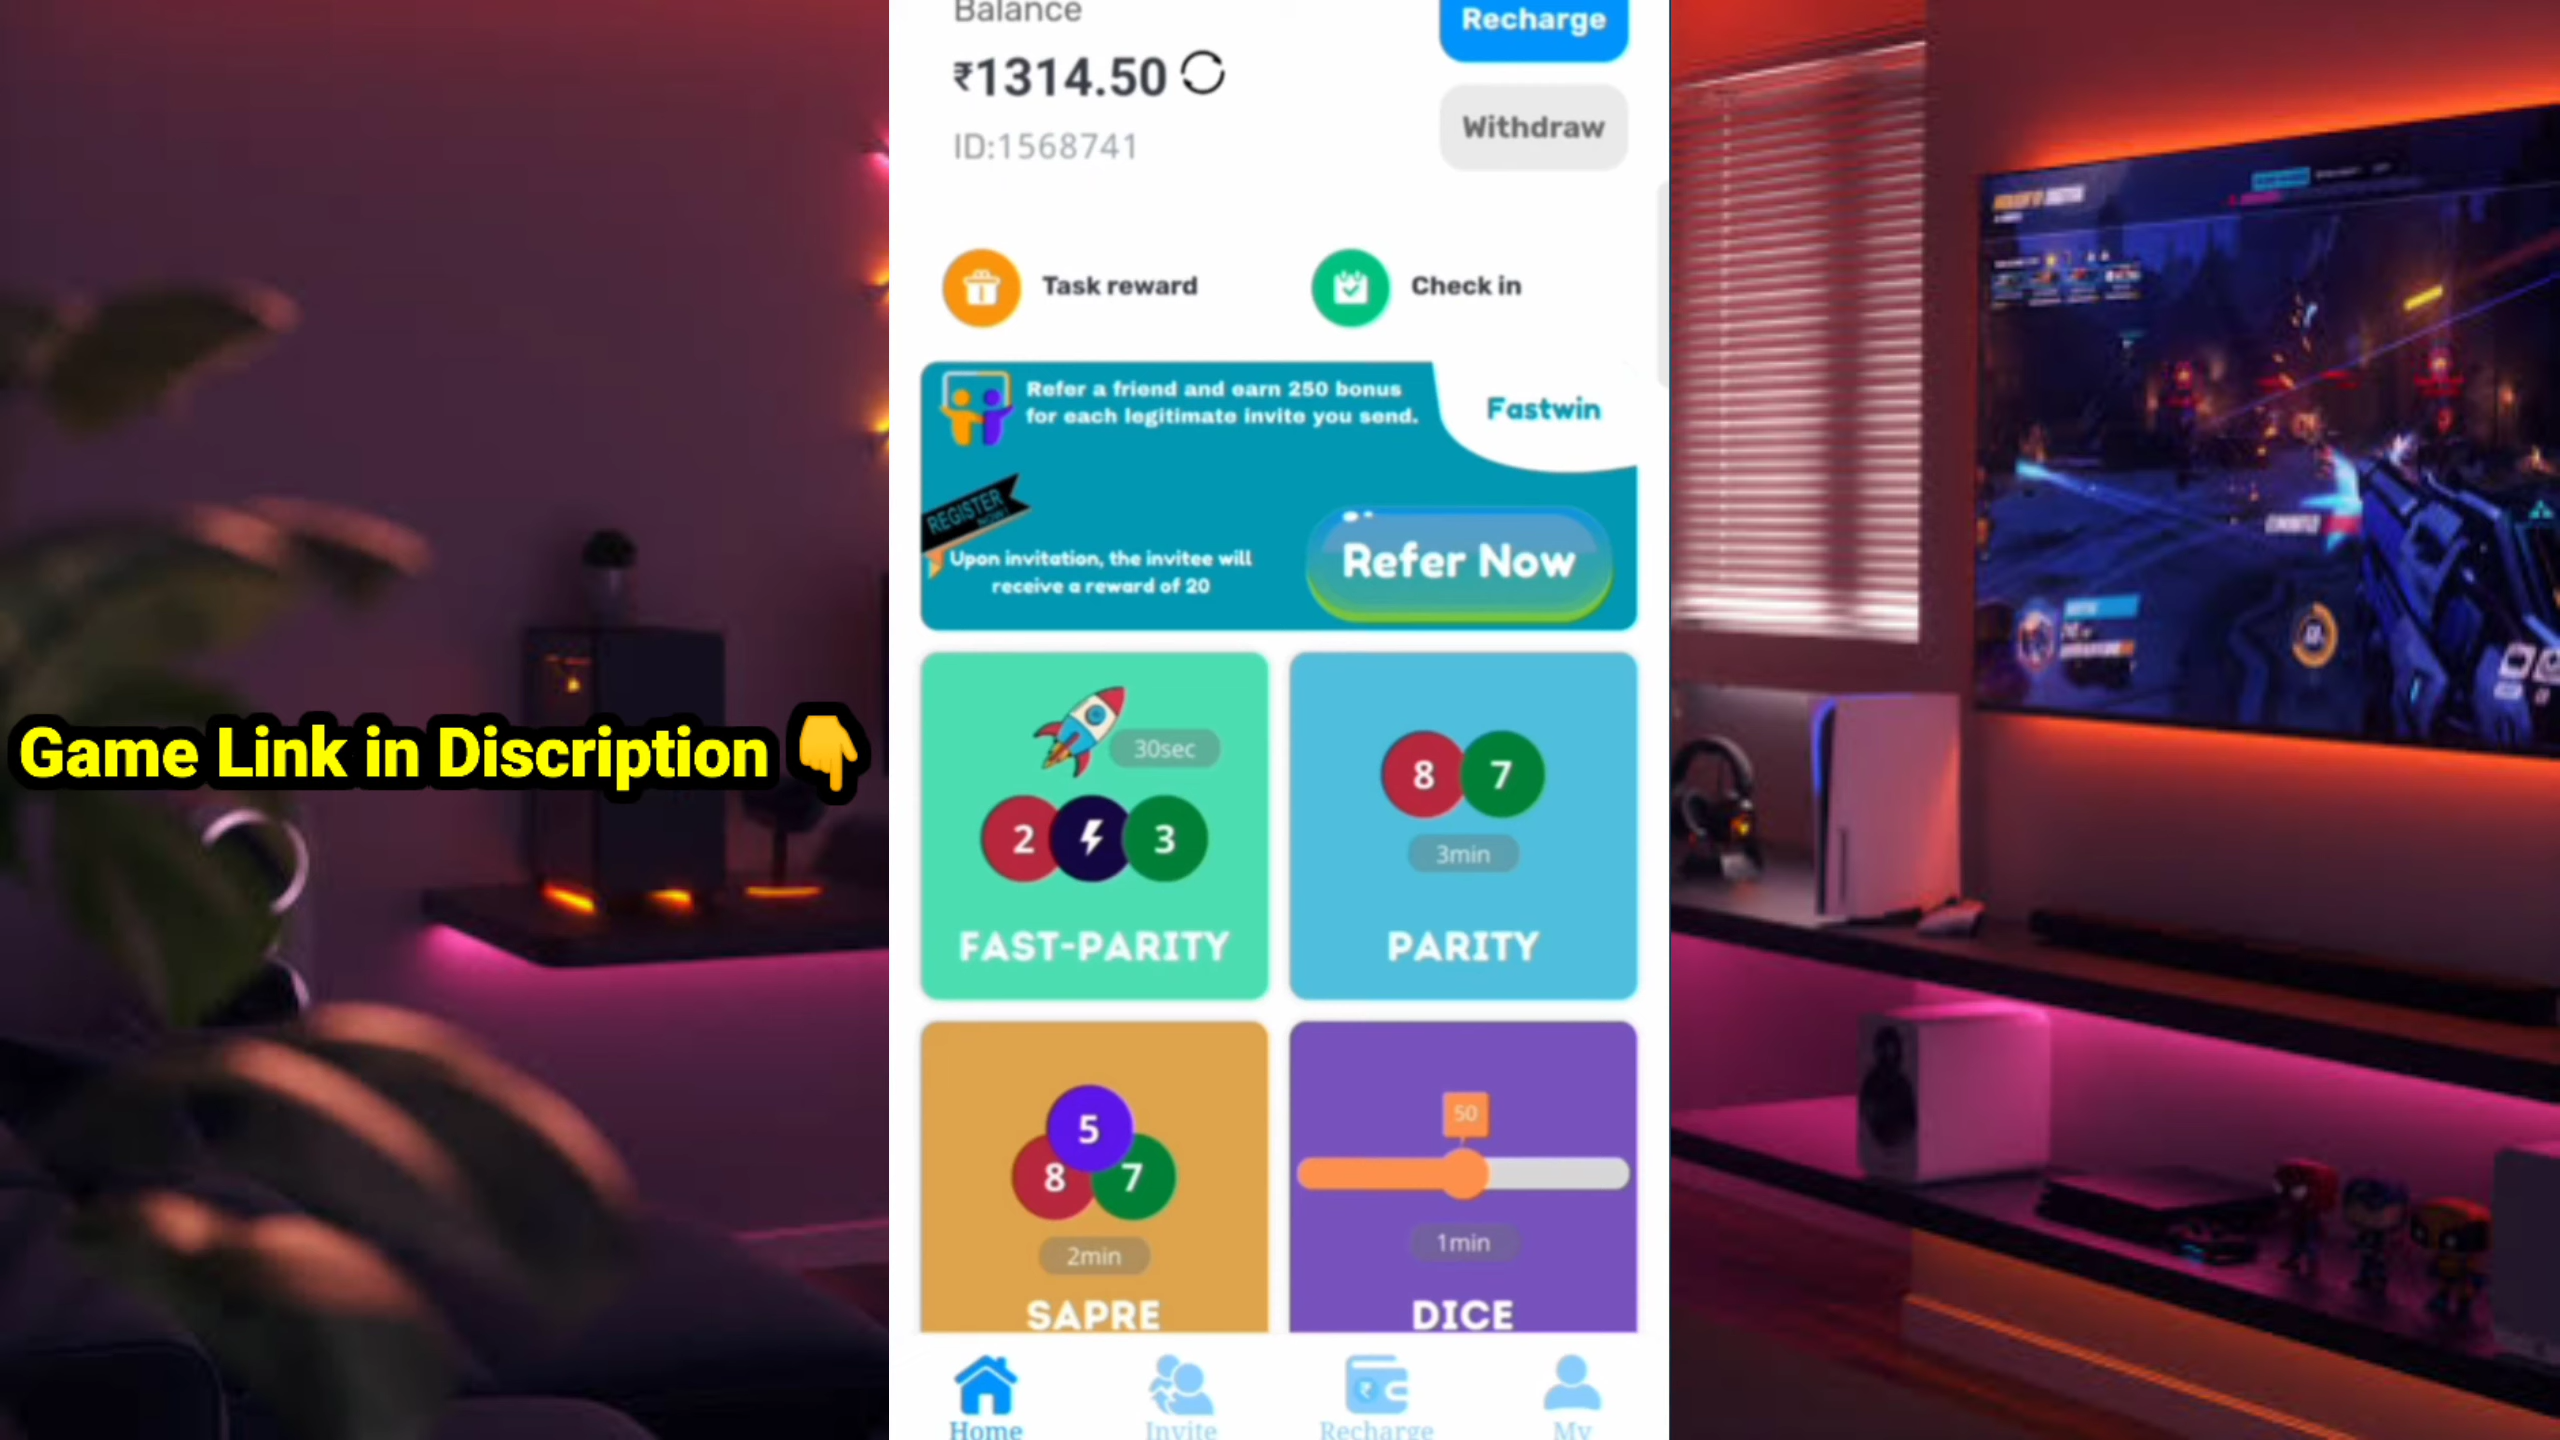 Balance
₹1314.50
ID:1568741
Recharge
Withdraw
Task reward
Check in
Refer a friend and earn 250 bonus
for each legitimate invite you send.
Fastwin
REGISTER
NOW!
Upon invitation, the invitee will
receive a reward of 20
Refer Now
Game Link in Discription 👇
30sec
2
3
FAST-PARITY
8
7
3min
PARITY
5
8
7
2min
SAPRE
50
1min
DICE
Home
Invite
Recharge
My